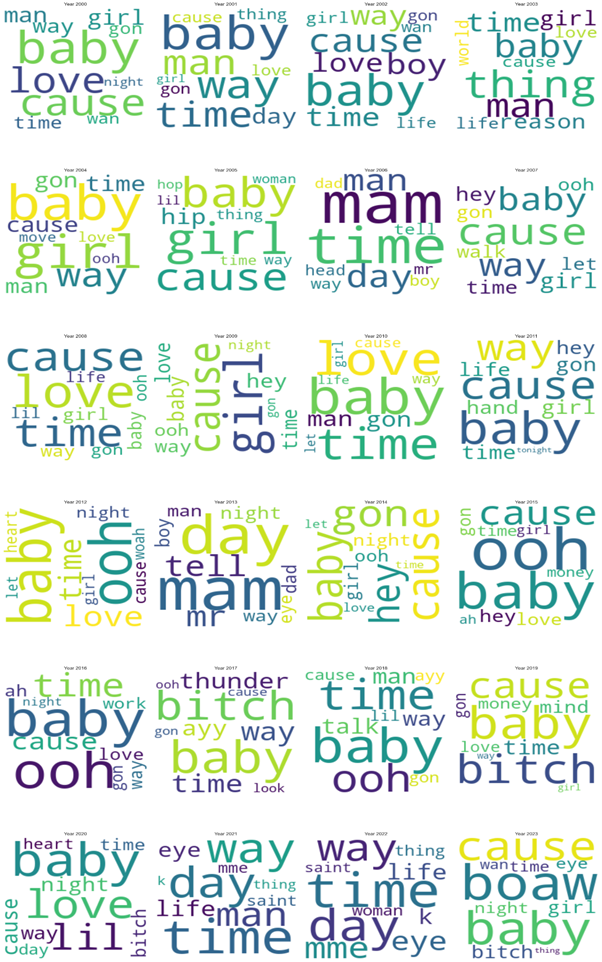 Year 2000
man
way girl
gon
baby
love night
cause
time wan
Year 2001
cause thing
baby
man love
girl
gon way
time day
Year 2002
girl way gon
wan
cause
love boy
baby
time life
Year 2003
time girl
love
world baby
cause
thing
man
life reason
Year 2004
gon time
baby
cause
move love
girl ooh
way
man
Year 2005
hop baby woman
lil
hip thing
girl
time way
cause
Year 2006
dad man
mam
tell
time
head day mr
way boy
Year 2007
hey ooh
baby
gon
cause
walk
way let
time girl
Year 2008
cause
life
love
lil girl
time
baby ooh
way gon
Year 2009
night
love
cause
girl
hey
baby
ooh
gon
way
time
Year 2010
cause
girl love
life way
baby
man gon
let time
Year 2011
way hey
gon
life
cause
hand girl
baby
time tonight
Year 2012
heart
night
baby
ooh
time
woah
cause
let
girl
love
Year 2013
man night
boy day
tell
mam dad
eye
mr way
Year 2014
let gon
night
baby ooh
cause
time
girl
hey
love
Year 2015
gon cause
time girl
ooh
money
baby
ah hey love
Year 2016
ah time
night work
baby
cause
love
ooh gon way
Year 2017
ooh thunder
cause
bitch
gon ayy way
baby
time look
Year 2018
cause man ayy
time
lil way
talk
baby
ooh gon
Year 2019
cause
gon money mind
baby
love time
way
bitch
girl
Year 2020
heart time
baby
night
love
cause way lil bitch
day
Year 2021
eye way
mme
k day thing
saint
life man
time
Year 2022
way thing
saint life
time
woman
day k
mme eye
Year 2023
cause
wan time eye
boaw
night girl
baby
bitch thing